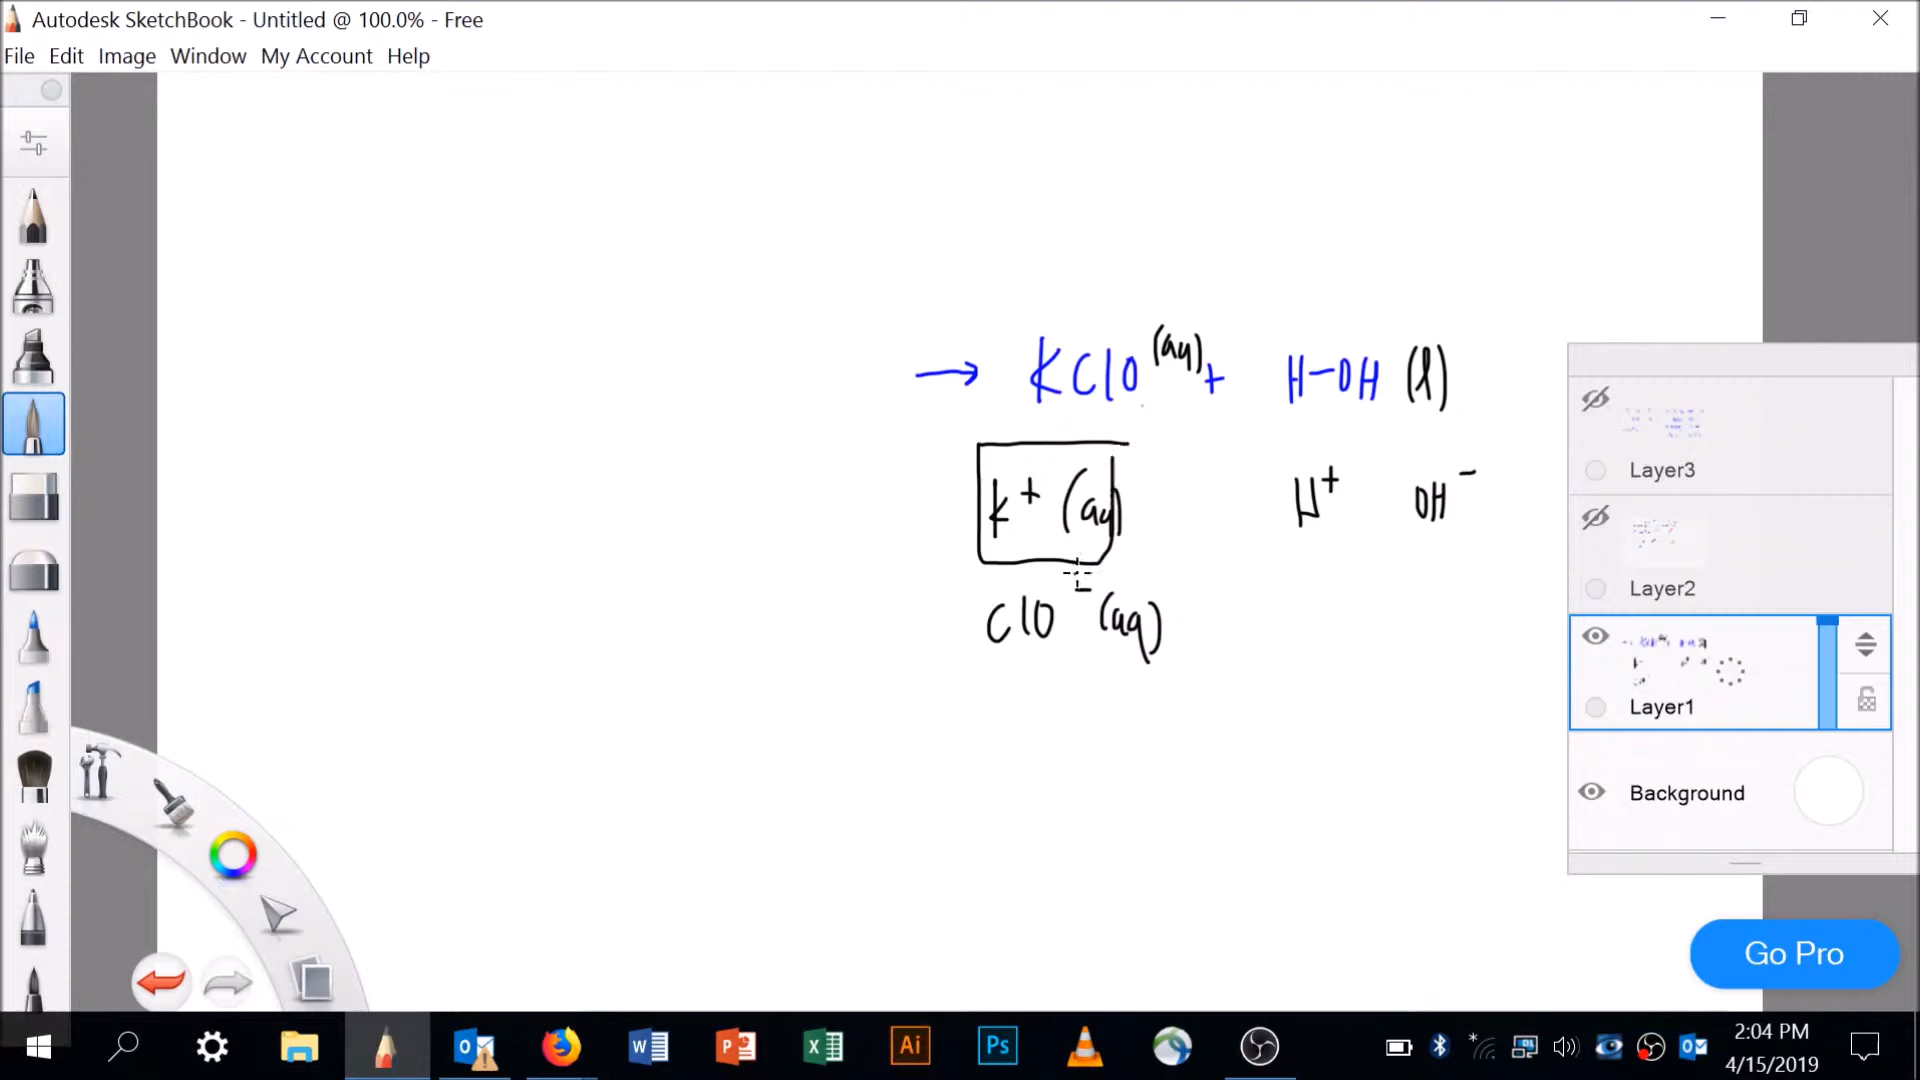 Autodesk SketchBook - Untitled @ 100.0% - Free
File Edit Image Window My Account Help
→ KClO (aq) + H-OH (l)
k+ (aq) H+ OH-
ClO - (aq)
Layer3
Layer2
Layer1
Background
Go Pro
2:04 PM
4/15/2019